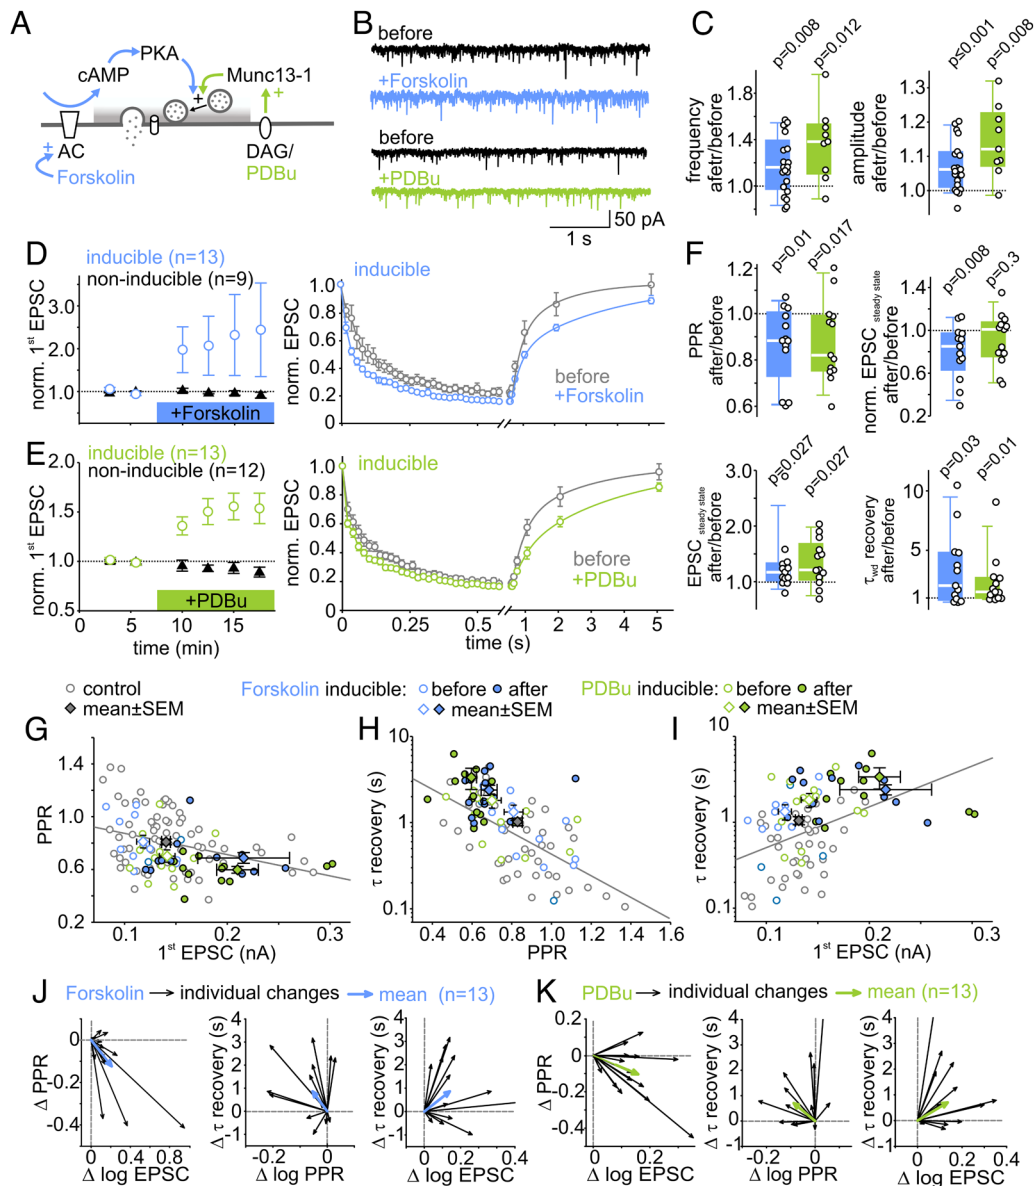 A
PKA
cAMP
Munc13-1
+
+
±
AC
DAG/
Forskolin
PDBu
B
before
+Forskolin
before
+PDBu
50 pA
1 s
C
p=0.008
p=0.012
p≤0.001
p=0.008
frequency
afetr/before
1.8
1.4
1.0
amplitude
afetr/before
1.3
1.2
1.1
1.0
D
inducible (n=13)
non-inducible (n=9)
norm. 1st EPSC
3.0
2.0
1.0
0
+Forskolin
inducible
norm. EPSC
1.0
0.8
0.6
0.4
0.2
0
before
+Forskolin
E
inducible (n=13)
non-inducible (n=12)
norm. 1st EPSC
2.0
1.5
1.0
0.5
+PDBu
5
10
15
time (min)
inducible
norm. EPSC
1.0
0.8
0.6
0.4
0.2
0
before
+PDBu
0
0.25
0.5
1
2
3
4
5
time (s)
F
p=0.01
p=0.017
p=0.008
p=0.3
PPR
after/before
1.2
1.0
0.8
0.6
norm. EPSC steady state
after/before
1.4
1.0
0.6
0.3
p=0.027
p=0.027
p=0.03
p=0.01
EPSC steady state
after/before
3.0
2.0
1.0
τwd recovery
after/before
10
5
1
control
mean±SEM
Forskolin inducible: before after
mean±SEM
PDBu inducible: before after
mean±SEM
G
PPR
1.4
1.0
0.6
0.2
0.1
0.2
0.3
1st EPSC (nA)
H
τ recovery (s)
10
1
0.1
0.4
0.6
0.8
1.0
1.2
1.4
1.6
PPR
I
τ recovery (s)
10
1
0.1
0.1
0.2
0.3
1st EPSC (nA)
J
Forskolin individual changes mean (n=13)
Δ PPR
0
-0.2
-0.4
0
0.4
0.8
Δ log EPSC
Δ τ recovery (s)
4
3
2
1
0
-1
-0.2
0
Δ log PPR
Δ τ recovery (s)
4
3
2
1
0
-1
0
0.2
0.4
Δ log EPSC
K
PDBu individual changes mean (n=13)
Δ PPR
0.2
0
-0.2
-0.4
0
0.2
Δ log EPSC
Δ τ recovery (s)
4
3
2
1
0
-1
-0.2
0
Δ log PPR
Δ τ recovery (s)
4
3
2
1
0
-1
0
0.2
0.4
Δ log EPSC